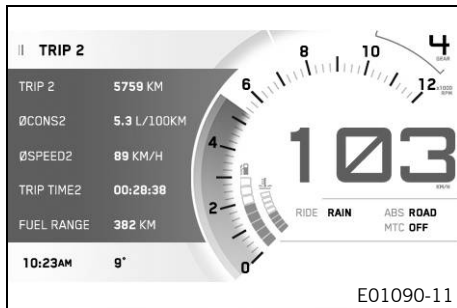 TRIP 2
TRIP 2 5759 KM
ØCONS2 5.3 L/100KM
ØSPEED2 89 KM/H
TRIP TIME2 00:28:38
FUEL RANGE 382 KM
10:23AM 9°
0
2
4
6
8
10
12 x1000 RPM
4
GEAR
103
KM/H
RIDE RAIN
ABS ROAD
MTC OFF
E01090-11